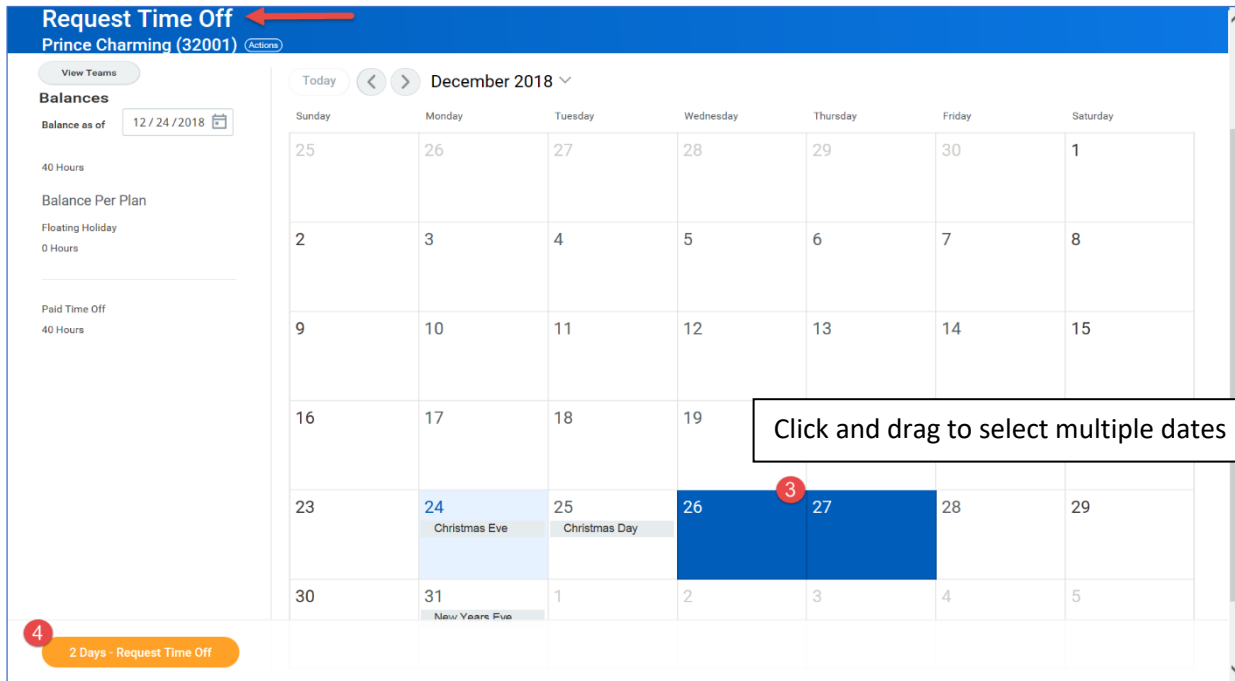 Request Time Off
Prince Charming (32001) Actions
View Teams
Balances
Balance as of 12 / 24 / 2018
40 Hours
Balance Per Plan
Floating Holiday
0 Hours
Paid Time Off
40 Hours
Today December 2018
Sunday Monday Tuesday Wednesday Thursday Friday Saturday
25 26 27 28 29 30 1
2 3 4 5 6 7 8
9 10 11 12 13 14 15
16 17 18 19
Click and drag to select multiple dates
3
23 24 25 26 27 28 29
Christmas Eve Christmas Day
30 31 1 2 3 4 5
New Years Eve
4
2 Days - Request Time Off